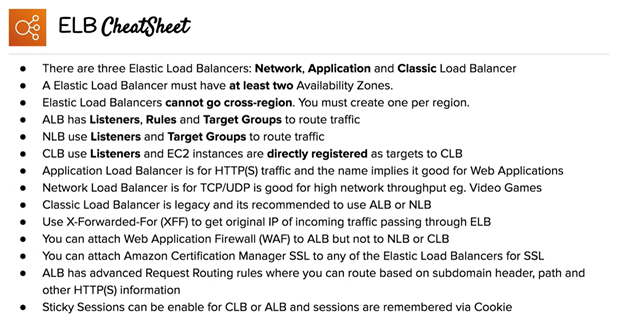 ELB CheatSheet
● There are three Elastic Load Balancers: Network, Application and Classic Load Balancer
● A Elastic Load Balancer must have at least two Availability Zones.
● Elastic Load Balancers cannot go cross-region. You must create one per region.
● ALB has Listeners, Rules and Target Groups to route traffic
● NLB use Listeners and Target Groups to route traffic
● CLB use Listeners and EC2 instances are directly registered as targets to CLB
● Application Load Balancer is for HTTP(S) traffic and the name implies it good for Web Applications
● Network Load Balancer is for TCP/UDP is good for high network throughput eg. Video Games
● Classic Load Balancer is legacy and its recommended to use ALB or NLB
● Use X-Forwarded-For (XFF) to get original IP of incoming traffic passing through ELB
● You can attach Web Application Firewall (WAF) to ALB but not to NLB or CLB
● You can attach Amazon Certification Manager SSL to any of the Elastic Load Balancers for SSL
● ALB has advanced Request Routing rules where you can route based on subdomain header, path and
other HTTP(S) information
● Sticky Sessions can be enable for CLB or ALB and sessions are remembered via Cookie